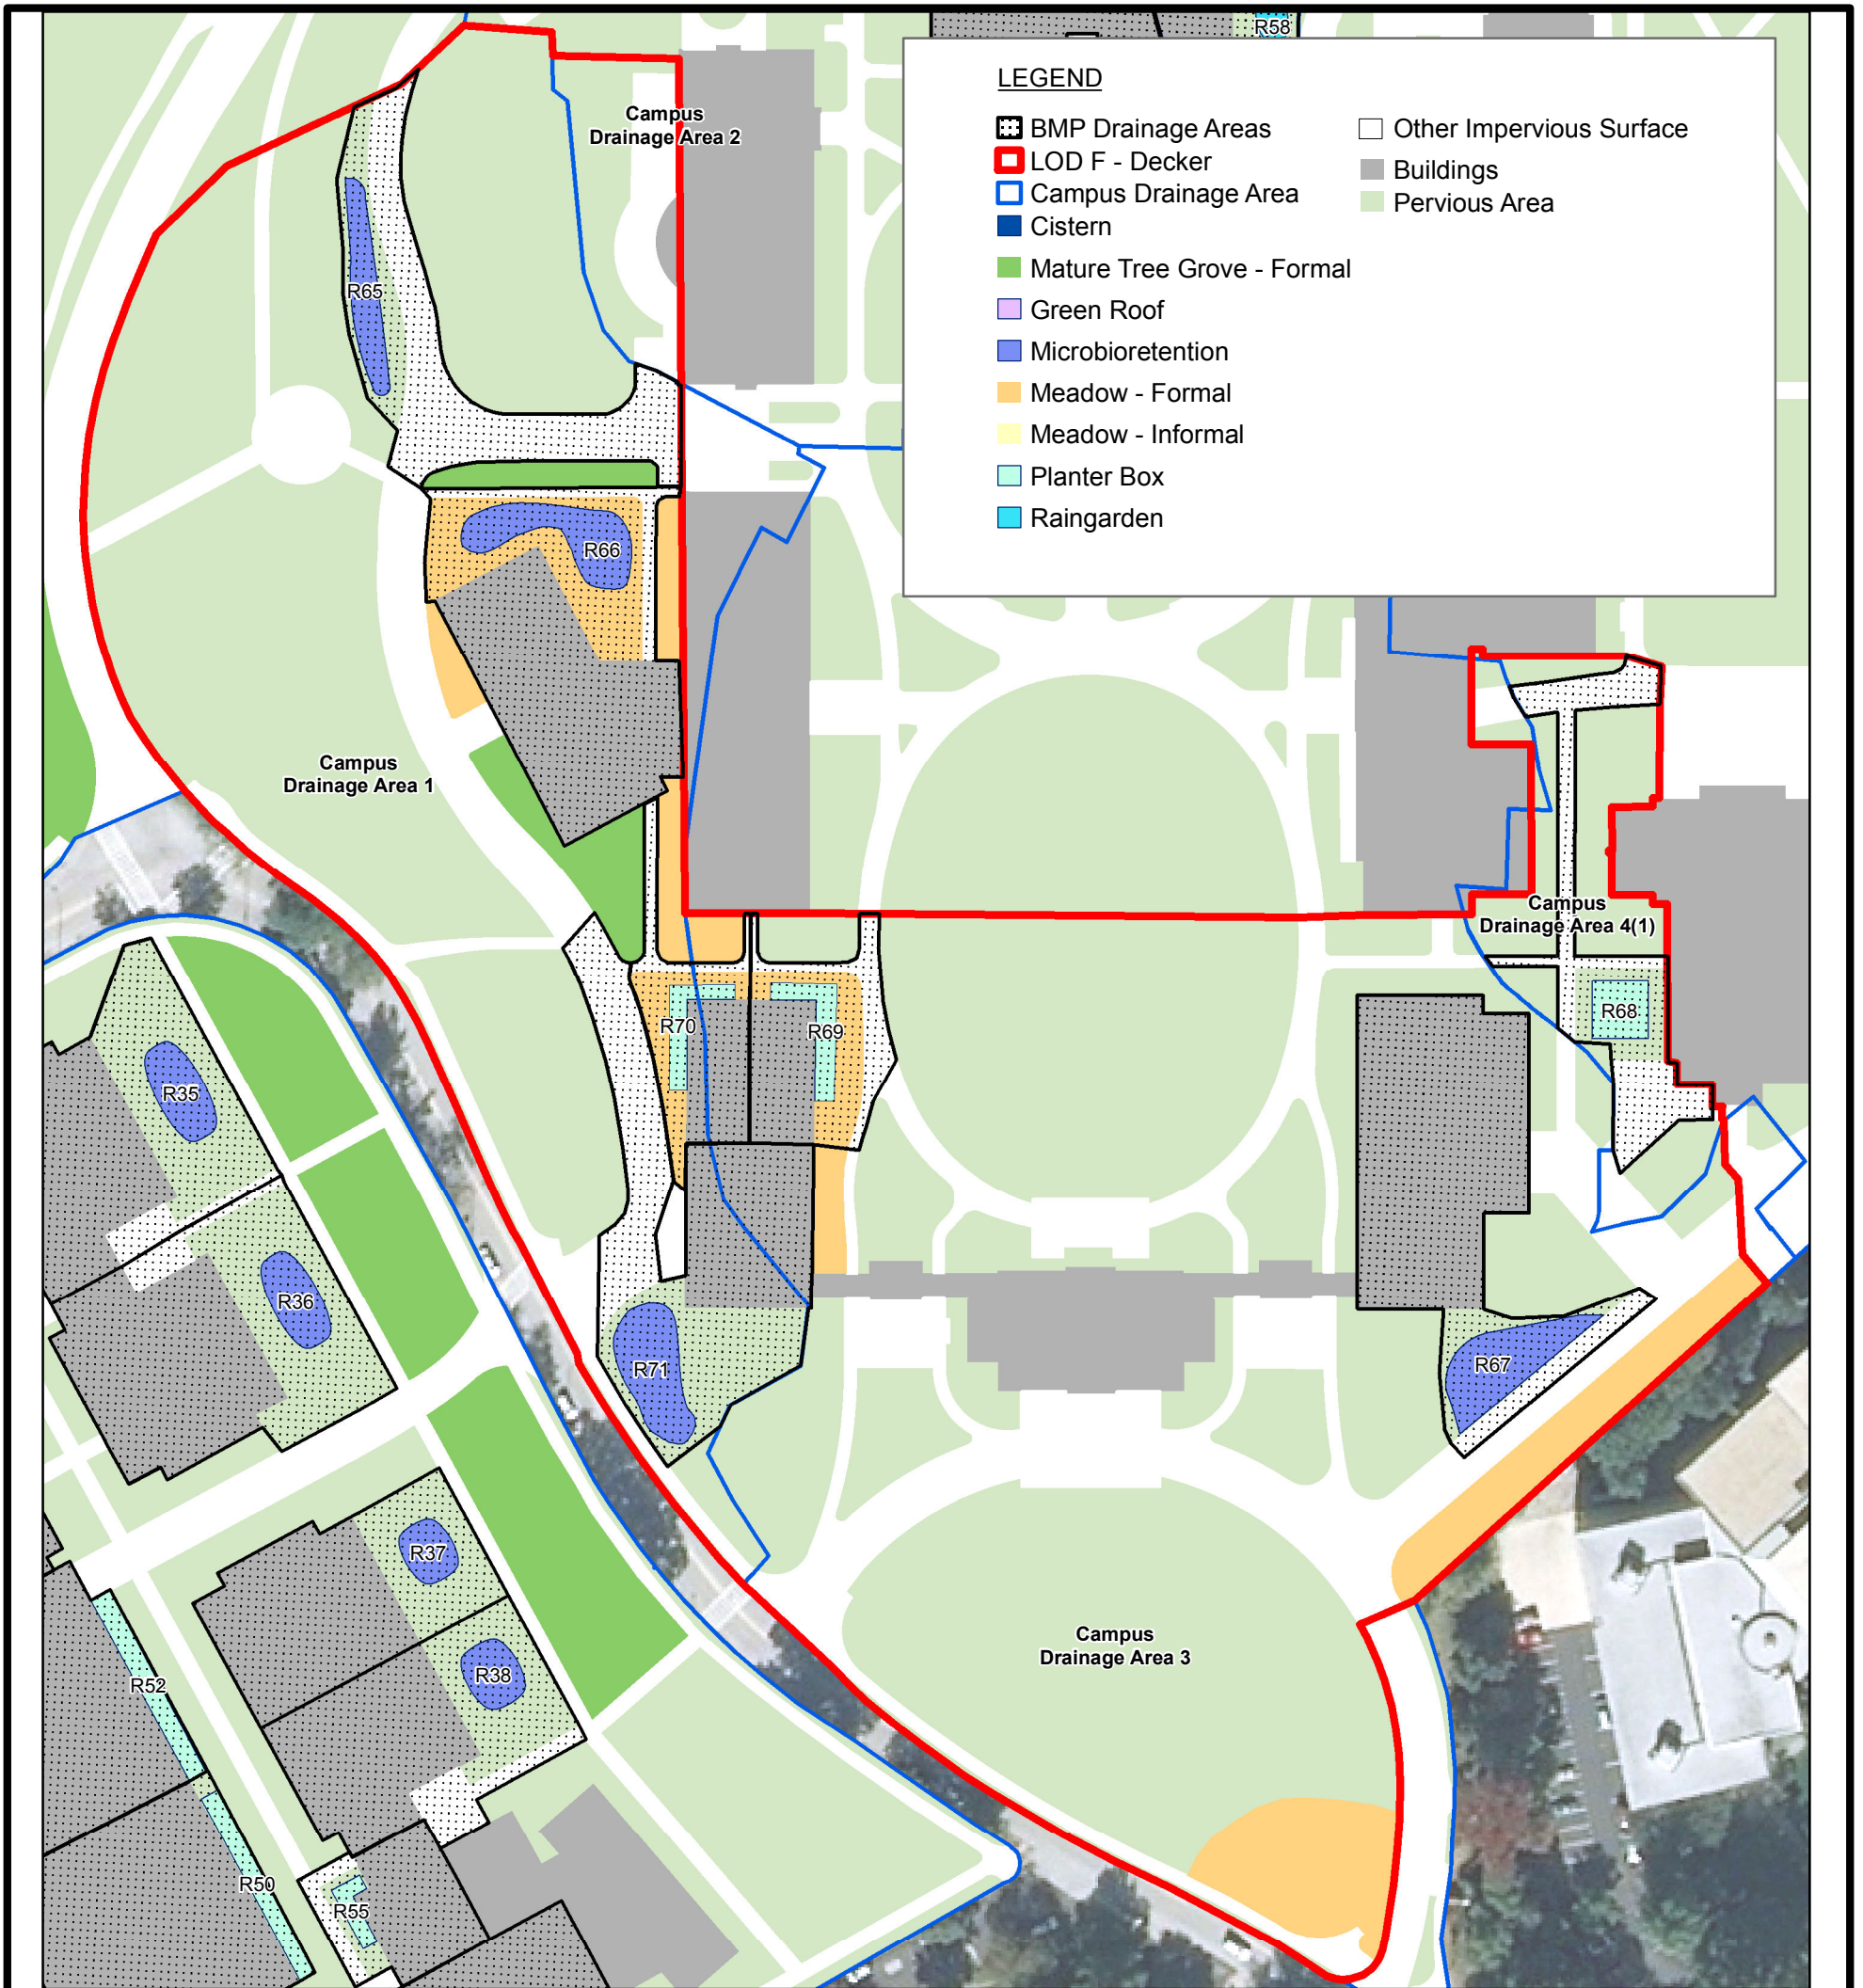 R58
LEGEND
BMP Drainage Areas
LOD F - Decker
Campus Drainage Area
Cistern
Mature Tree Grove - Formal
Green Roof
Microbioretention
Meadow - Formal
Meadow - Informal
Planter Box
Raingarden
Other Impervious Surface
Buildings
Pervious Area
Campus
Drainage Area 2
R65
R66
Campus
Drainage Area 1
Campus
Drainage Area 4(1)
R68
R70
R69
R35
R36
R71
R67
R37
R38
Campus
Drainage Area 3
R52
R50
R55